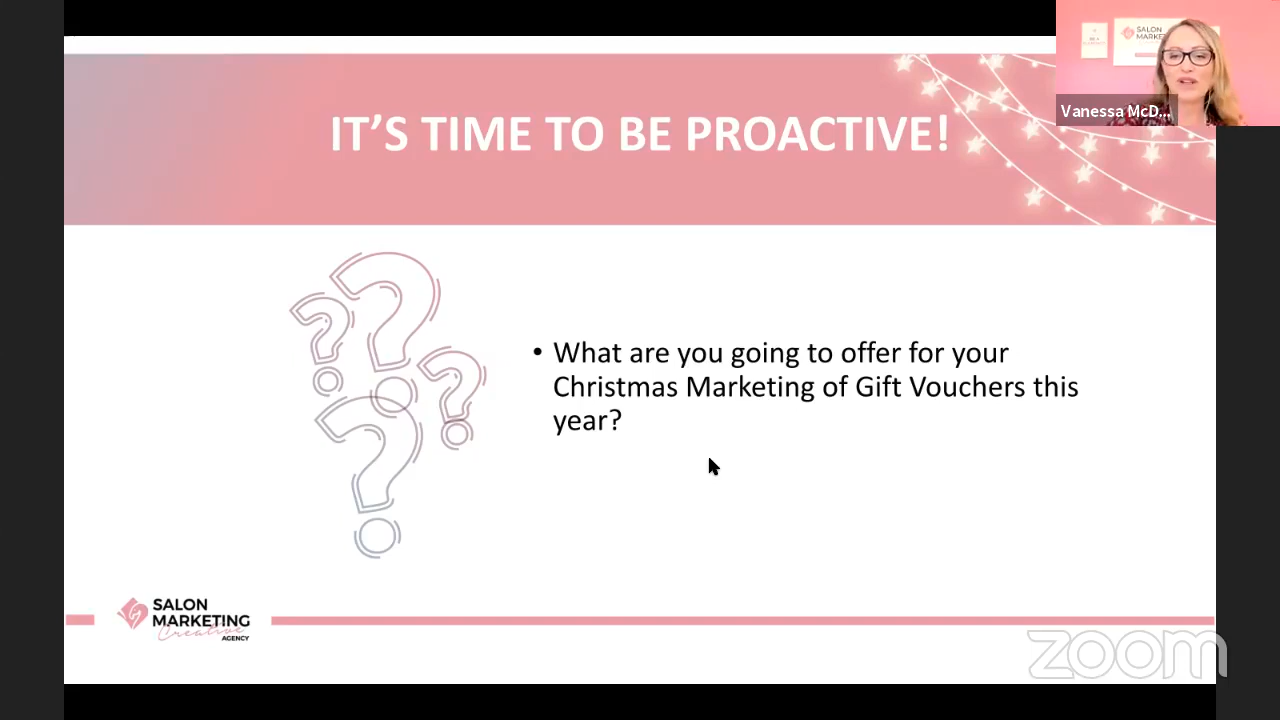 IT'S TIME TO BE PROACTIVE!
SALON
Vanessa McD...
• What are you going to offer for your
Christmas Marketing of Gift Vouchers this
year?
SALON
MARKETING
Creative
AGENCY
zoom